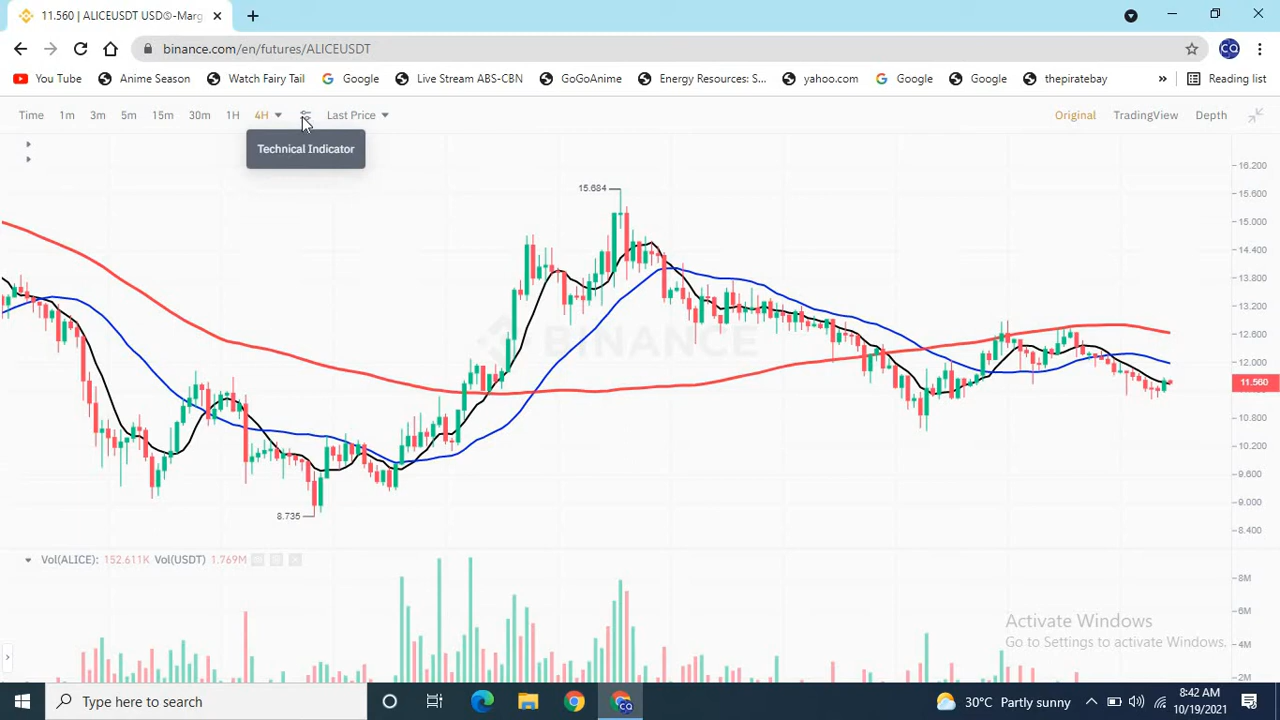 11.560 | ALICEUSDT USDⓈ-Marg
binance.com/en/futures/ALICEUSDT
You Tube Anime Season Watch Fairy Tail Google Live Stream ABS-CBN GoGoAnime Energy Resources: S... yahoo.com Google Google thepiratebay » Reading list
Time 1m 3m 5m 15m 30m 1H 4H Last Price Original TradingView Depth
Technical Indicator
16.200
15.684
15.600
15.000
14.400
13.800
13.200
12.600
BINANCE
12.000
11.560
10.800
10.200
9.600
9.000
8.735
8.400
Vol(ALICE): 152.611K Vol(USDT) 1.769M
8M
6M
4M
2M
Activate Windows
Go to Settings to activate Windows.
Type here to search
30°C Partly sunny
8:42 AM
10/19/2021